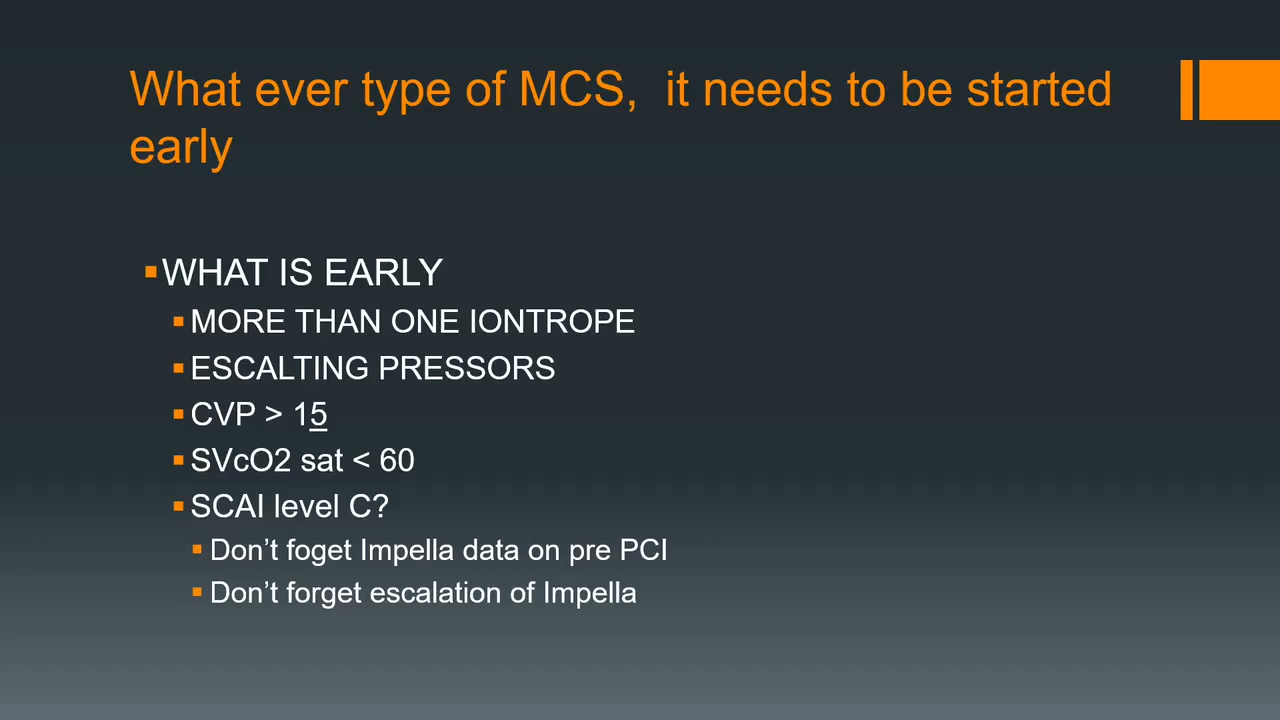 What ever type of MCS,  it needs to be started
early
WHAT IS EARLY
MORE THAN ONE IONTROPE
ESCALTING PRESSORS
CVP > 15
SVcO2 sat < 60
SCAI level C?
Don’t foget Impella data on pre PCI
Don’t forget escalation of Impella